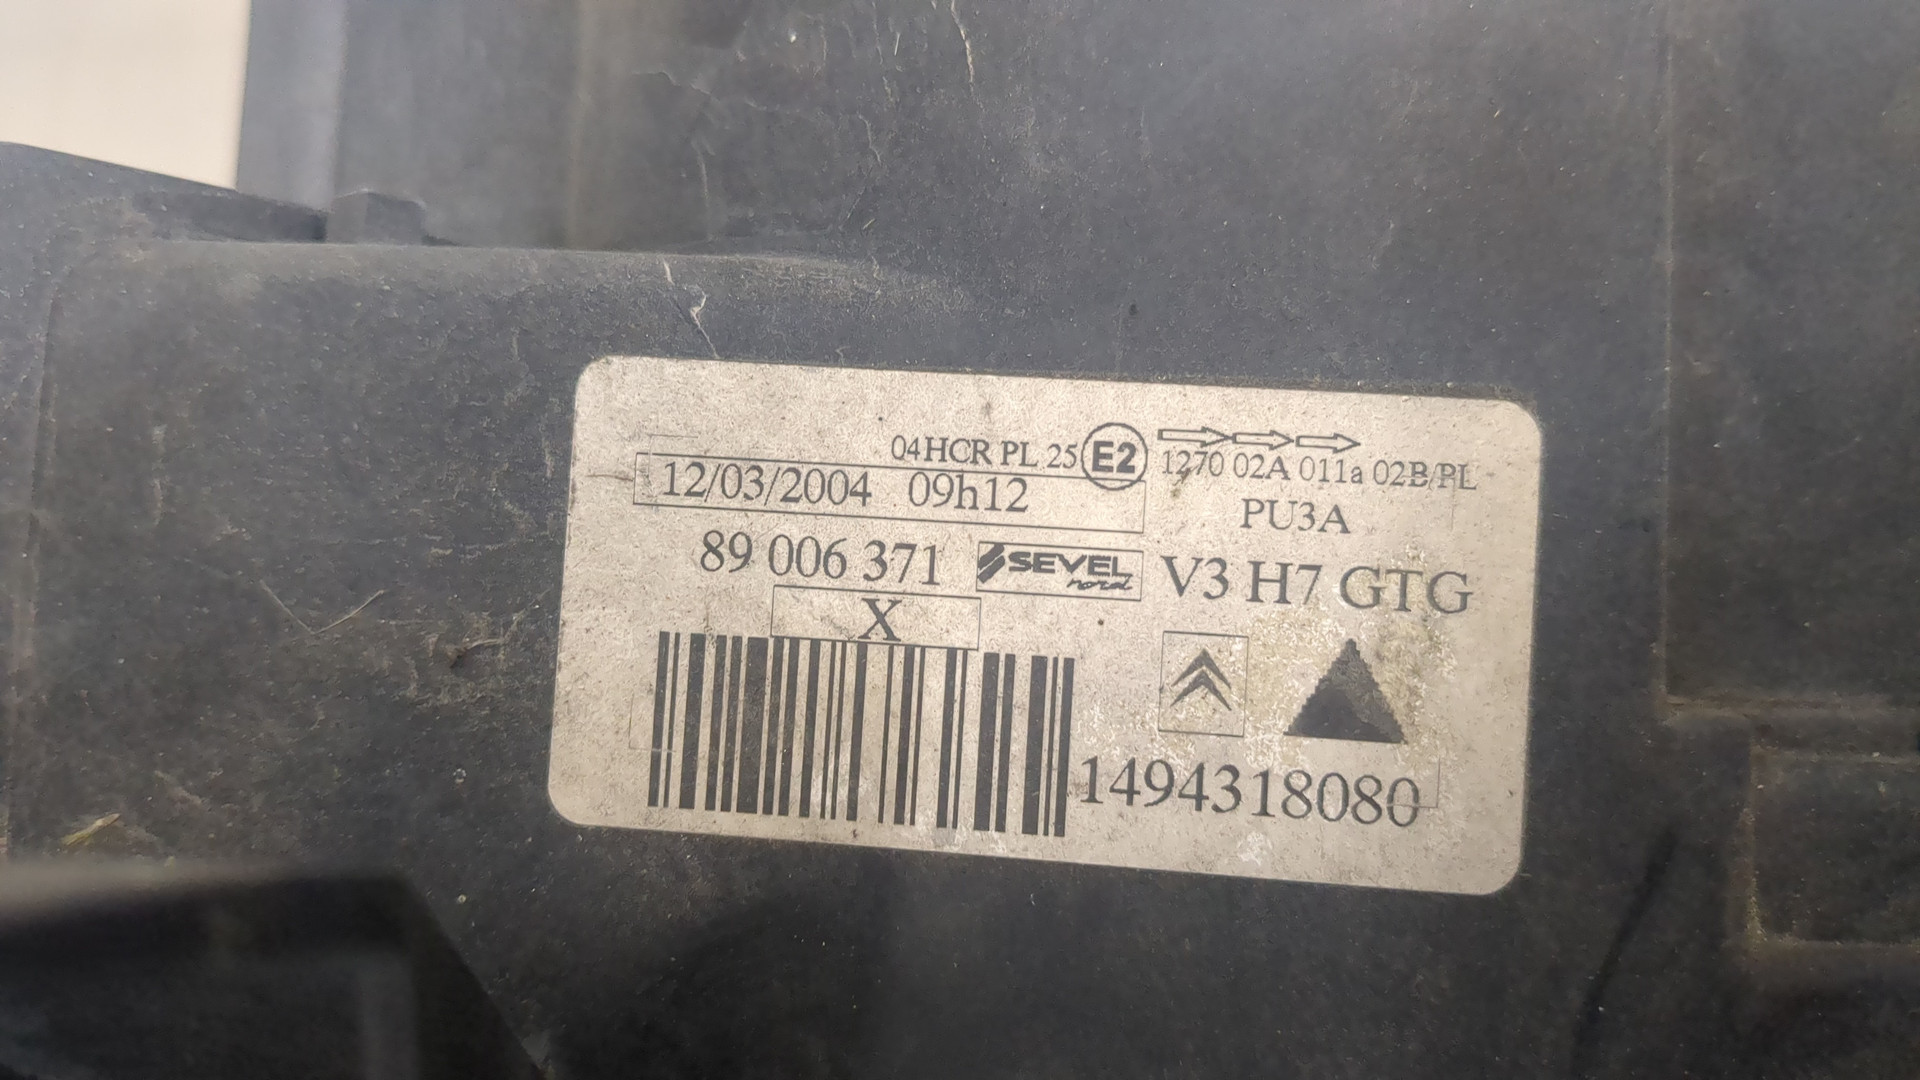 04HCR PL 25 E2 1270 02A 011a 02B/PL
12/03/2004 09h12 PU3A
89 006 371 SEVEL nord V3 H7 GTG
X
1494318080